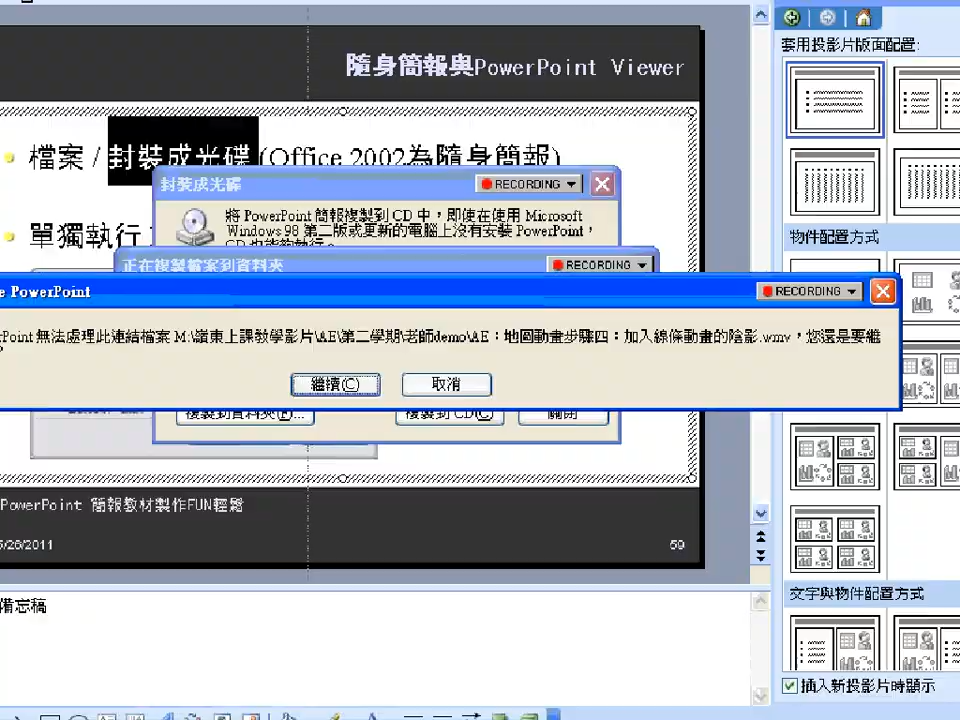 套用投影片版面配置:
隨身簡報與PowerPoint Viewer
檔案 / 封裝成光碟 (Office 2002為隨身簡報)
封裝成光碟
RECORDING
將 PowerPoint 簡報複製到 CD 中，即使在使用 Microsoft
Windows 98 第二版或更新的電腦上沒有安裝 PowerPoint，
CD 也能夠執行。
單獨執行
物件配置方式
正在複製檔案到資料夾
RECORDING
PowerPoint
RECORDING
Point 無法處理此連結檔案 M:\嶺東上課教學影片\AE\第二學期\老師demo\AE：地圖動畫步驟四：加入線條動畫的陰影.wmv，您還是要繼
繼續(C)
取消
複製到資料夾(F)...
複製到 CD(C)
關閉
PowerPoint 簡報教材製作FUN輕鬆
5/26/2011
59
文字與物件配置方式
備忘稿
插入新投影片時顯示